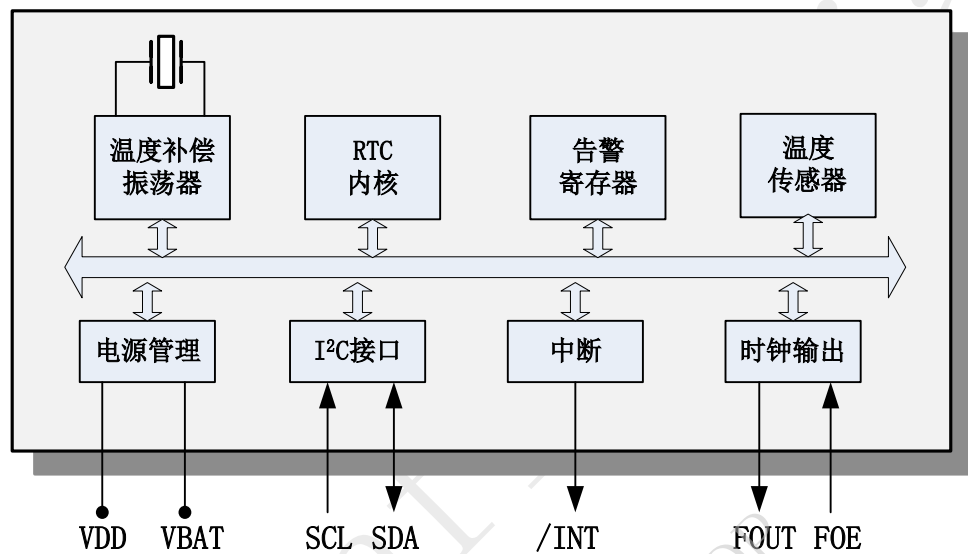 温度补偿
振荡器
RTC
内核
告警
寄存器
温度
传感器
电源管理
I²C接口
中断
时钟输出
VDD VBAT SCL SDA /INT FOUT FOE